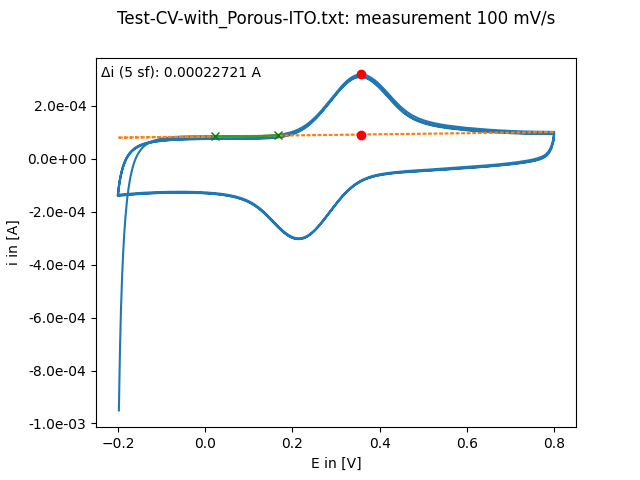 Test-CV-with_Porous-ITO.txt: measurement 100 mV/s
Δi (5 sf): 0.00022721 A
2.0e-04
0.0e+00
-2.0e-04
-4.0e-04
-6.0e-04
-8.0e-04
-1.0e-03
i in [A]
−0.2 0.0 0.2 0.4 0.6 0.8
E in [V]